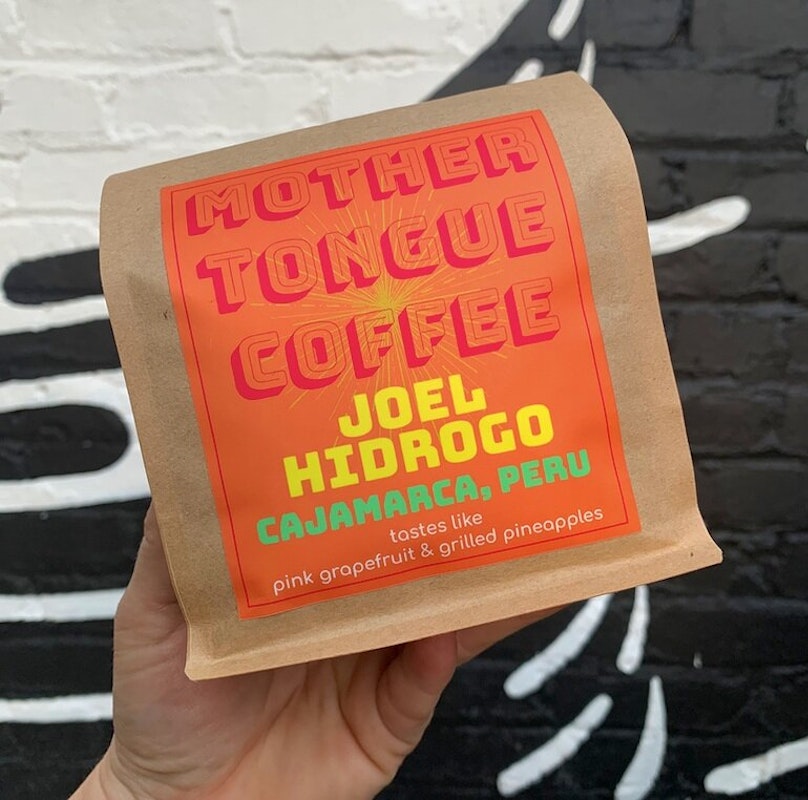 MOTHER
TONGUE
COFFEE
JOEL
HIDROGO
CAJAMARCA, PERU
tastes like
pink grapefruit & grilled pineapples